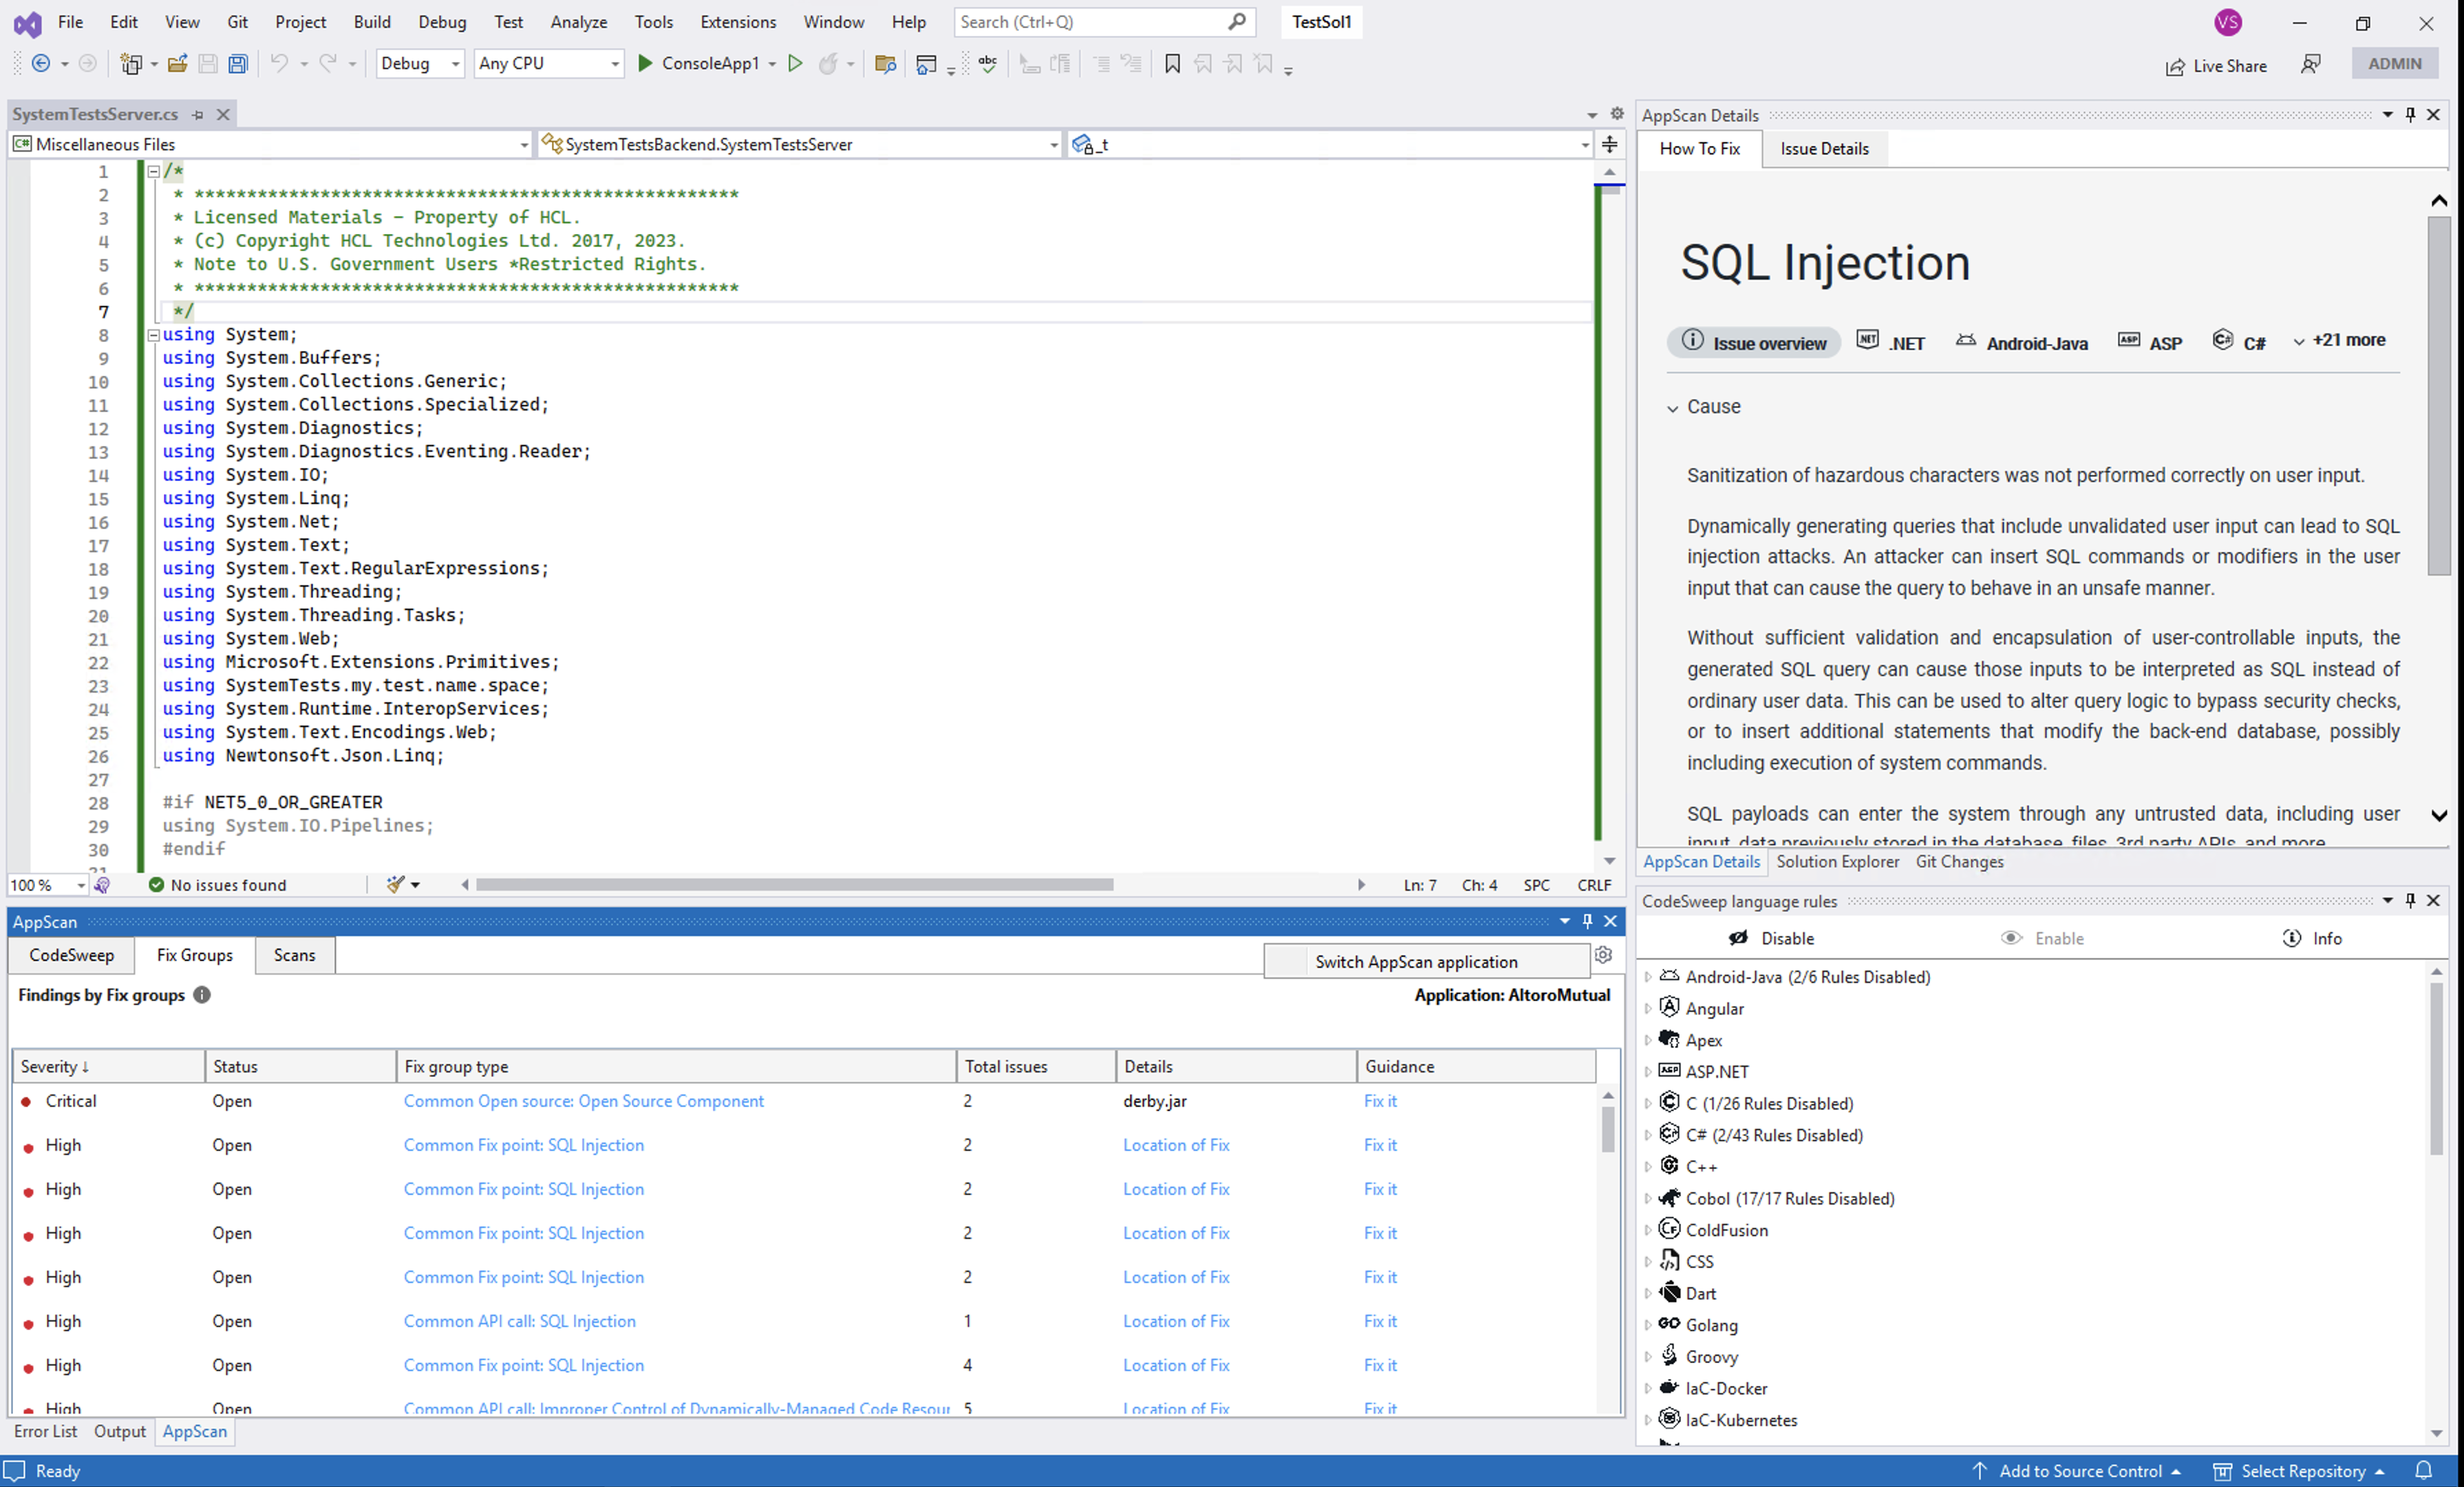 File Edit View Git Project Build Debug Test Analyze Tools Extensions Window Help Search (Ctrl+Q) TestSol1 VS
Debug Any CPU ConsoleApp1 abc Live Share ADMIN
SystemTestsServer.cs
C# Miscellaneous Files SystemTestsBackend.SystemTestsServer _t
1 /*
2 * ****************************************************
3 * Licensed Materials – Property of HCL.
4 * (c) Copyright HCL Technologies Ltd. 2017, 2023.
5 * Note to U.S. Government Users *Restricted Rights.
6 * ****************************************************
7 */
8 using System;
9 using System.Buffers;
10 using System.Collections.Generic;
11 using System.Collections.Specialized;
12 using System.Diagnostics;
13 using System.Diagnostics.Eventing.Reader;
14 using System.IO;
15 using System.Linq;
16 using System.Net;
17 using System.Text;
18 using System.Text.RegularExpressions;
19 using System.Threading;
20 using System.Threading.Tasks;
21 using System.Web;
22 using Microsoft.Extensions.Primitives;
23 using SystemTests.my.test.name.space;
24 using System.Runtime.InteropServices;
25 using System.Text.Encodings.Web;
26 using Newtonsoft.Json.Linq;
27
28 #if NET5_0_OR_GREATER
29 using System.IO.Pipelines;
30 #endif
31
100 % No issues found Ln: 7 Ch: 4 SPC CRLF
AppScan
CodeSweep Fix Groups Scans Switch AppScan application
Findings by Fix groups Application: AltoroMutual
Severity ↓ Status Fix group type Total issues Details Guidance
Critical Open Common Open source: Open Source Component 2 derby.jar Fix it
High Open Common Fix point: SQL Injection 2 Location of Fix Fix it
High Open Common Fix point: SQL Injection 2 Location of Fix Fix it
High Open Common Fix point: SQL Injection 2 Location of Fix Fix it
High Open Common Fix point: SQL Injection 2 Location of Fix Fix it
High Open Common API call: SQL Injection 1 Location of Fix Fix it
High Open Common Fix point: SQL Injection 4 Location of Fix Fix it
High Open Common API call: Improper Control of Dynamically-Managed Code Resour 5 Location of Fix Fix it
Error List Output AppScan
AppScan Details
How To Fix Issue Details
SQL Injection
Issue overview .NET Android-Java ASP C# +21 more
Cause
Sanitization of hazardous characters was not performed correctly on user input.
Dynamically generating queries that include unvalidated user input can lead to SQL
injection attacks. An attacker can insert SQL commands or modifiers in the user
input that can cause the query to behave in an unsafe manner.
Without sufficient validation and encapsulation of user-controllable inputs, the
generated SQL query can cause those inputs to be interpreted as SQL instead of
ordinary user data. This can be used to alter query logic to bypass security checks,
or to insert additional statements that modify the back-end database, possibly
including execution of system commands.
SQL payloads can enter the system through any untrusted data, including user
input, data previously stored in the database, files, 3rd party APIs, and more.
AppScan Details Solution Explorer Git Changes
CodeSweep language rules
Disable Enable Info
Android-Java (2/6 Rules Disabled)
Angular
Apex
ASP.NET
C (1/26 Rules Disabled)
C# (2/43 Rules Disabled)
C++
Cobol (17/17 Rules Disabled)
ColdFusion
CSS
Dart
Golang
Groovy
IaC-Docker
IaC-Kubernetes
Ready Add to Source Control Select Repository